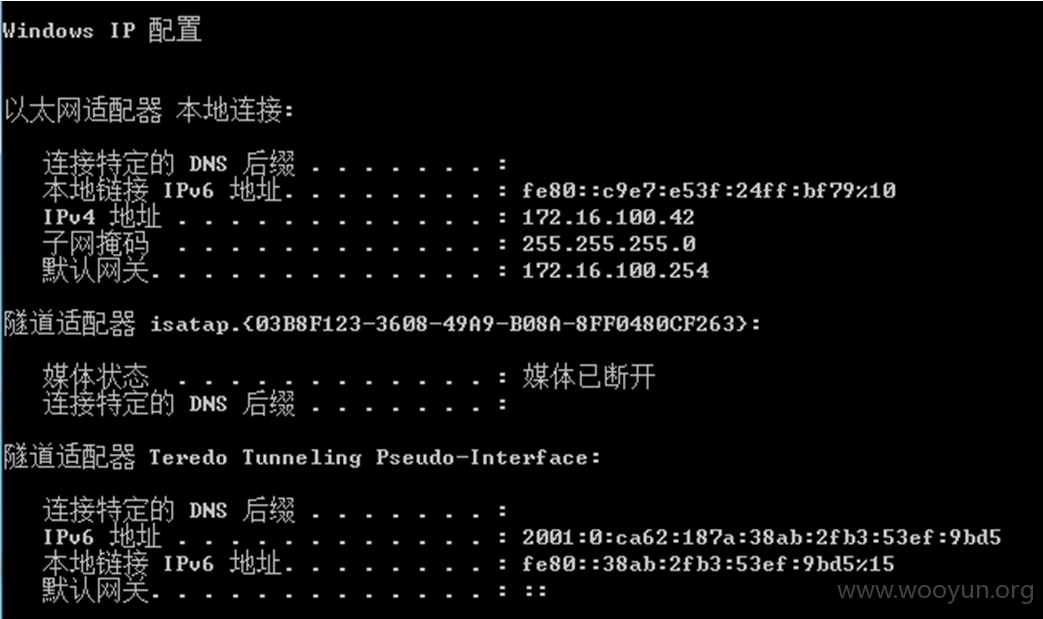 Windows IP 配置
以太网适配器 本地连接:
连接特定的 DNS 后缀 . . . . . . . :
本地链接 IPv6 地址. . . . . . . . : fe80::c9e7:e53f:24ff:bf79%10
IPv4 地址 . . . . . . . . . . . . : 172.16.100.42
子网掩码 . . . . . . . . . . . . : 255.255.255.0
默认网关. . . . . . . . . . . . . : 172.16.100.254
隧道适配器 isatap.{03B8F123-3608-49A9-B08A-8FF0480CF263}:
媒体状态 . . . . . . . . . . . . : 媒体已断开
连接特定的 DNS 后缀 . . . . . . . :
隧道适配器 Teredo Tunneling Pseudo-Interface:
连接特定的 DNS 后缀 . . . . . . . :
IPv6 地址 . . . . . . . . . . . . : 2001:0:ca62:187a:38ab:2fb3:53ef:9bd5
本地链接 IPv6 地址. . . . . . . . : fe80::38ab:2fb3:53ef:9bd5%15
默认网关. . . . . . . . . . . . . : ::
www.wooyun.org